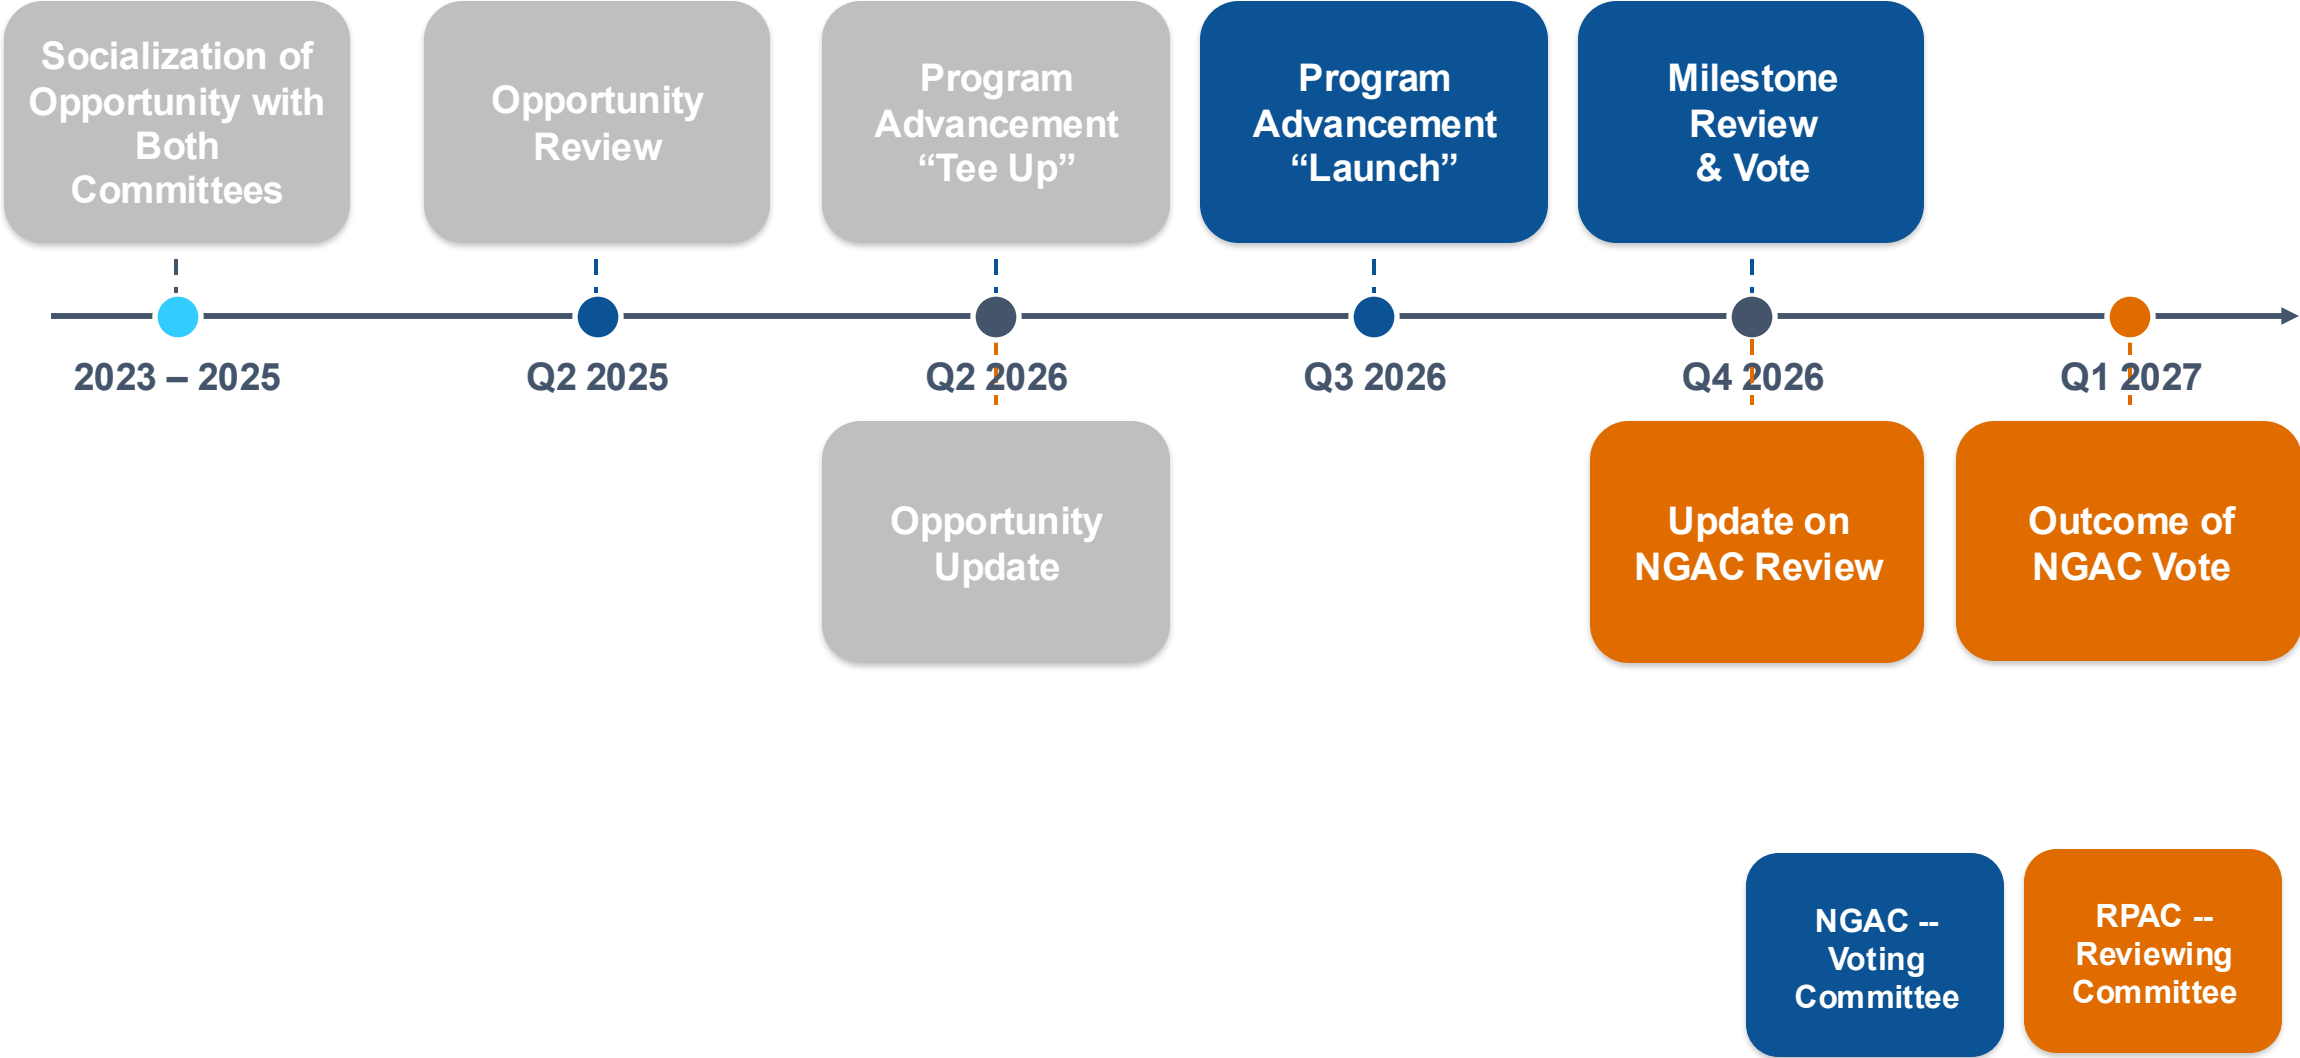 Socialization of
Opportunity with
Both
Committees
Opportunity
Review
Program
Advancement
“Tee Up”
Program
Advancement
“Launch”
Milestone
Review
& Vote
2023 – 2025
Q2 2025
Q2 2026
Q3 2026
Q4 2026
Q1 2027
Opportunity
Update
Update on
NGAC Review
Outcome of
NGAC Vote
NGAC --
Voting
Committee
RPAC --
Reviewing
Committee